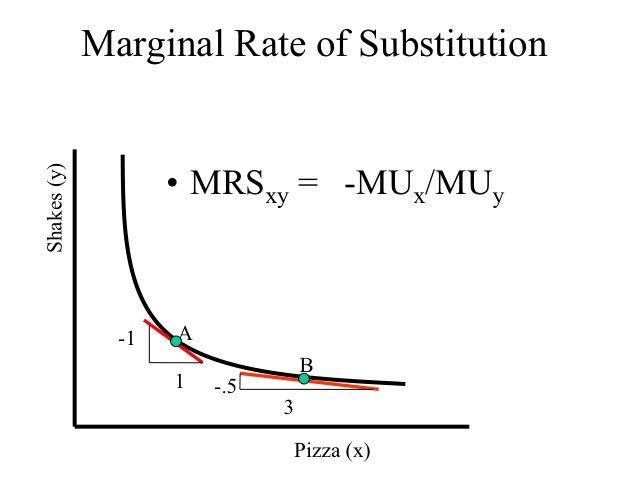 Marginal Rate of Substitution
• MRSxy = -MUx/MUy
Shakes (y)
A
-1
1
B
-.5
3
Pizza (x)